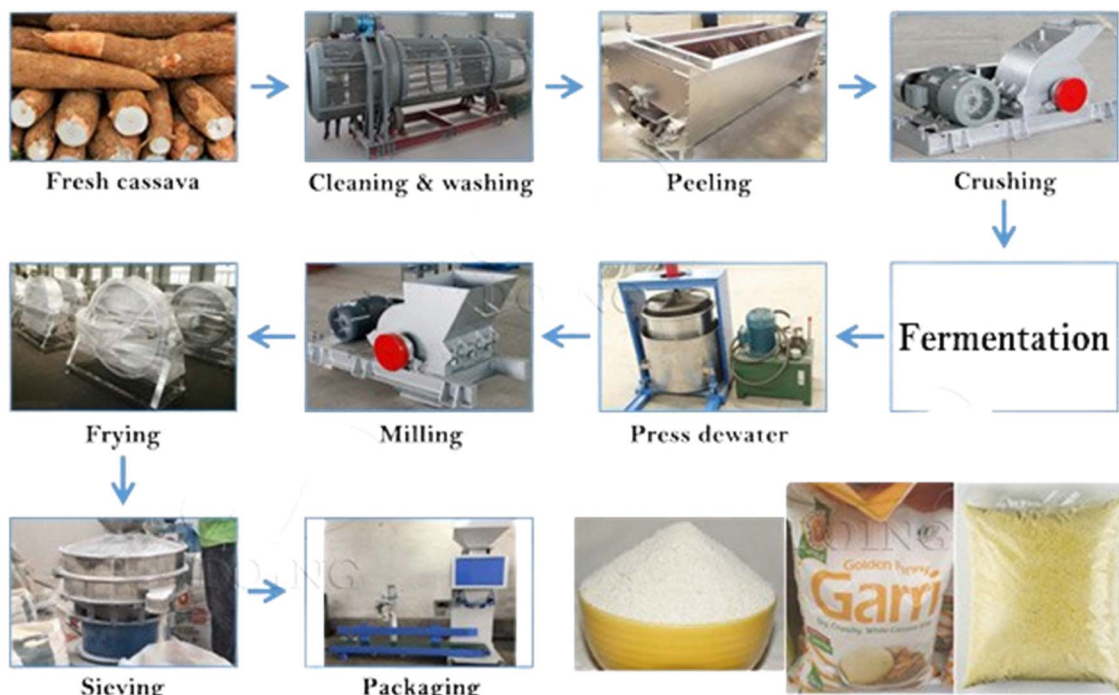 Fresh cassava
Cleaning & washing
Peeling
Crushing
Fermentation
Press dewater
Milling
Frying
Sieving
Packaging
Golden
Garri